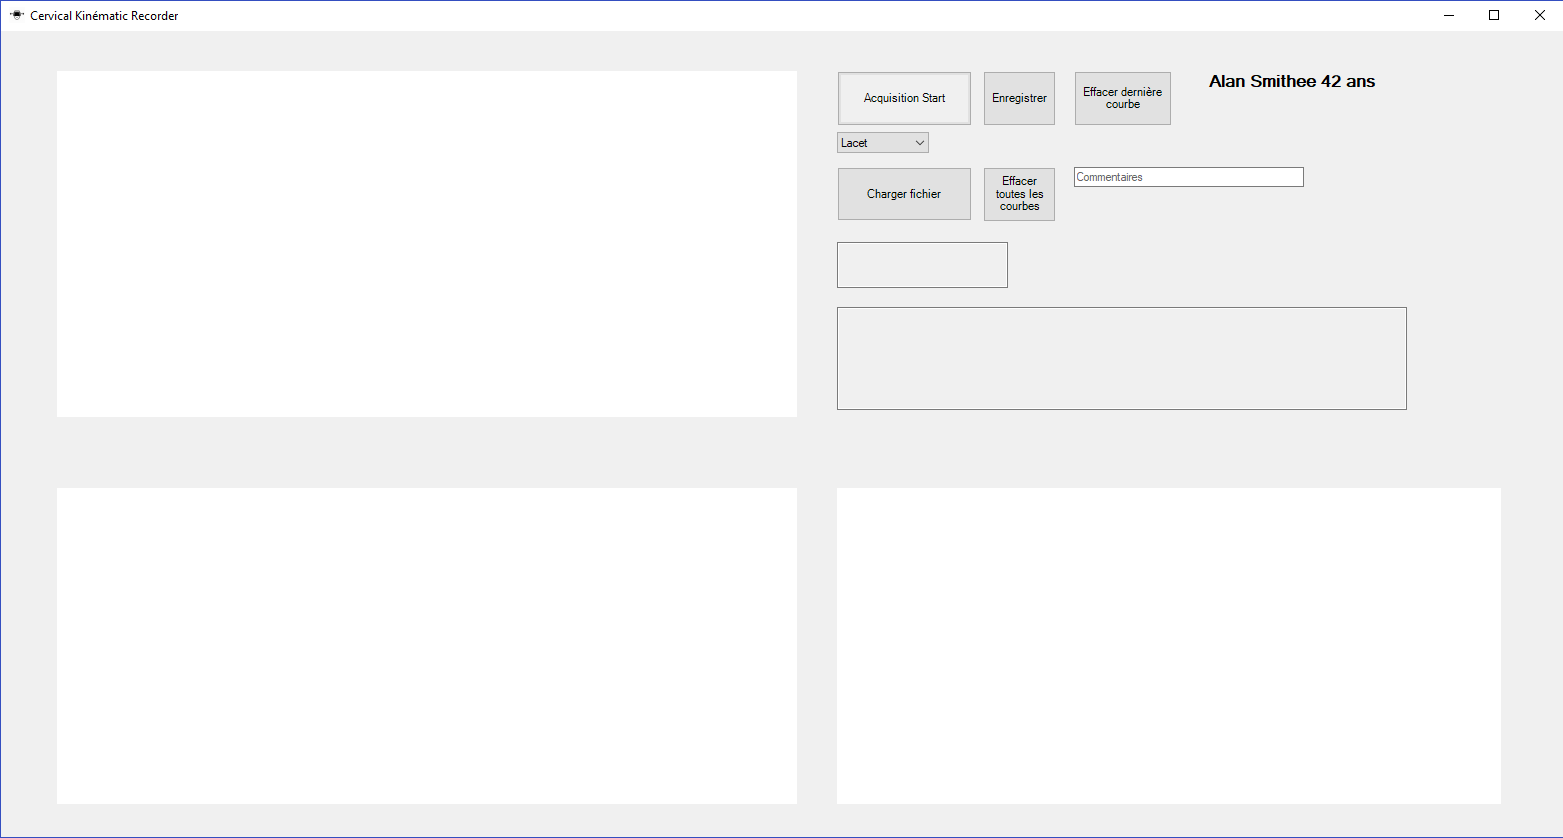 Cervical Kinématic Recorder
Acquisition Start
Enregistrer
Effacer dernière
courbe
Alan Smithee 42 ans
Lacet
Charger fichier
Effacer
toutes les
courbes
Commentaires